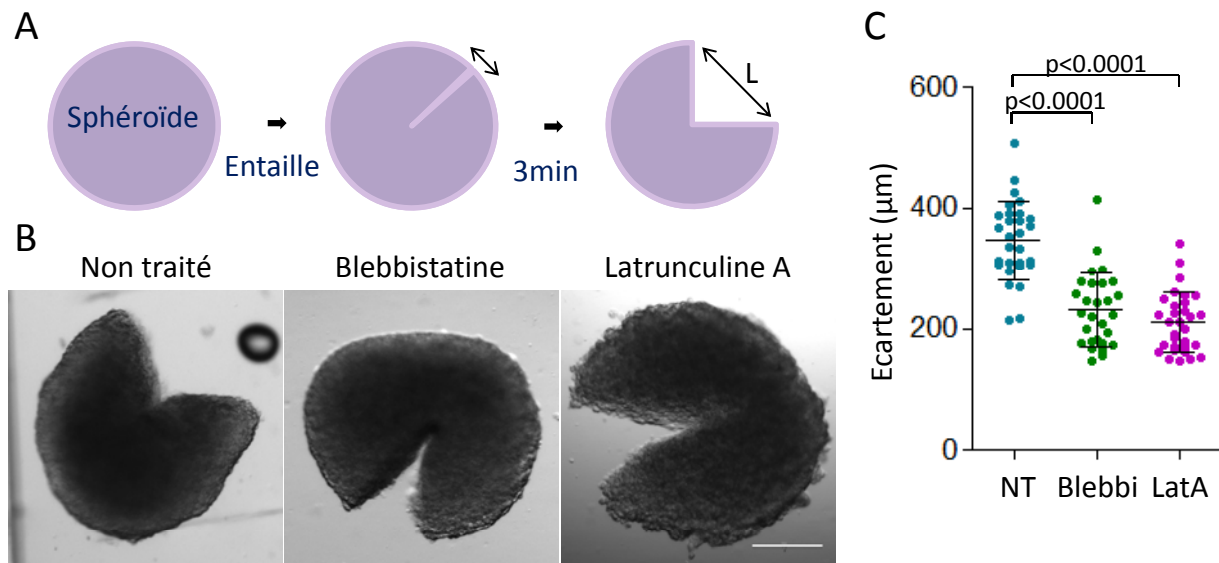 A
Sphéroïde
Entaille
3min
L
B
Non traité
Blebbistatine
Latrunculine A
C
Ecartement (µm)
600
400
200
0
p<0.0001
p<0.0001
NT Blebbi LatA